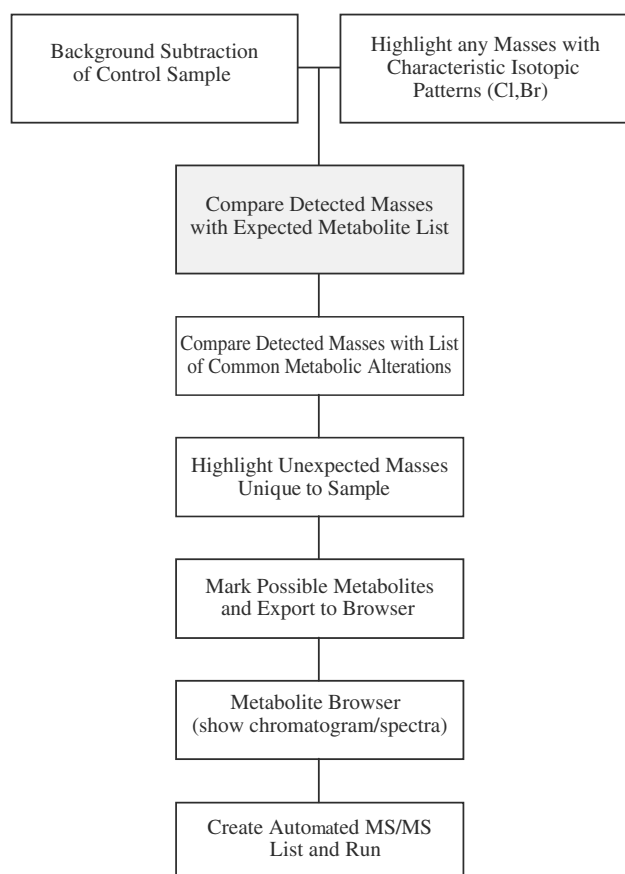 Background Subtraction
of Control Sample
Highlight any Masses with
Characteristic Isotopic
Patterns (Cl,Br)
Compare Detected Masses
with Expected Metabolite List
Compare Detected Masses with List
of Common Metabolic Alterations
Highlight Unexpected Masses
Unique to Sample
Mark Possible Metabolites
and Export to Browser
Metabolite Browser
(show chromatogram/spectra)
Create Automated MS/MS
List and Run